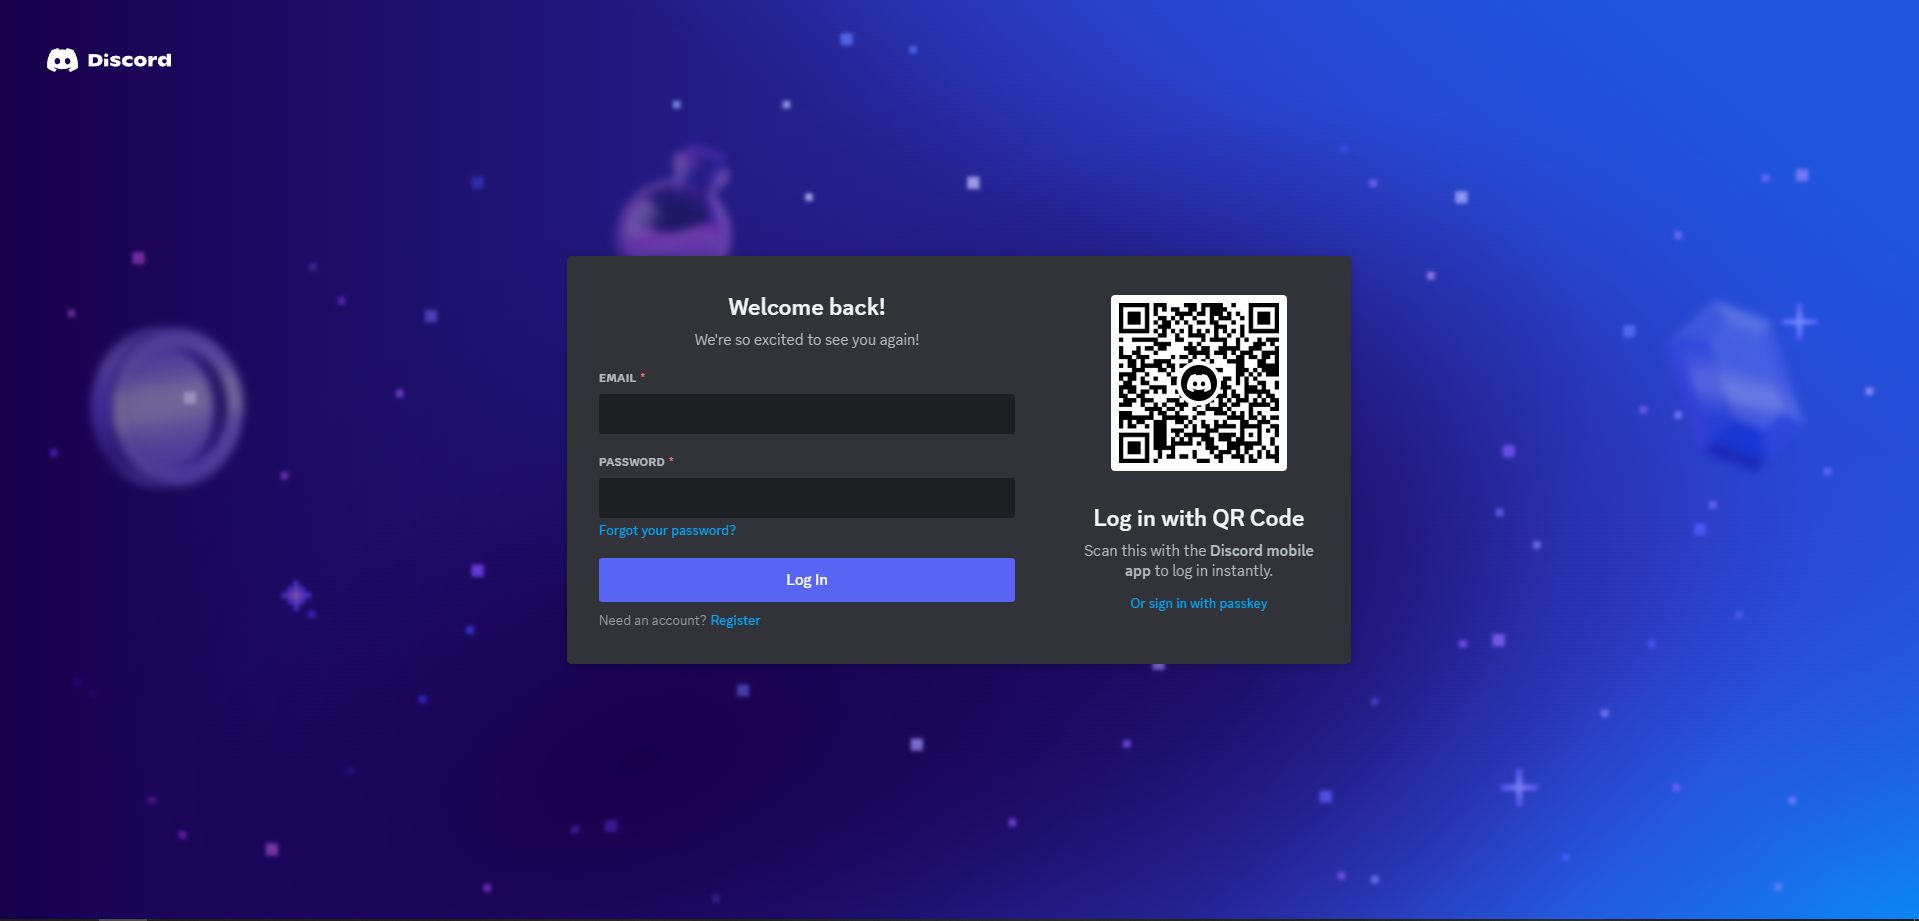 Discord
Welcome back!
We're so excited to see you again!
EMAIL *
PASSWORD *
Forgot your password?
Log In
Need an account? Register
Log in with QR Code
Scan this with the Discord mobile
app to log in instantly.
Or sign in with passkey